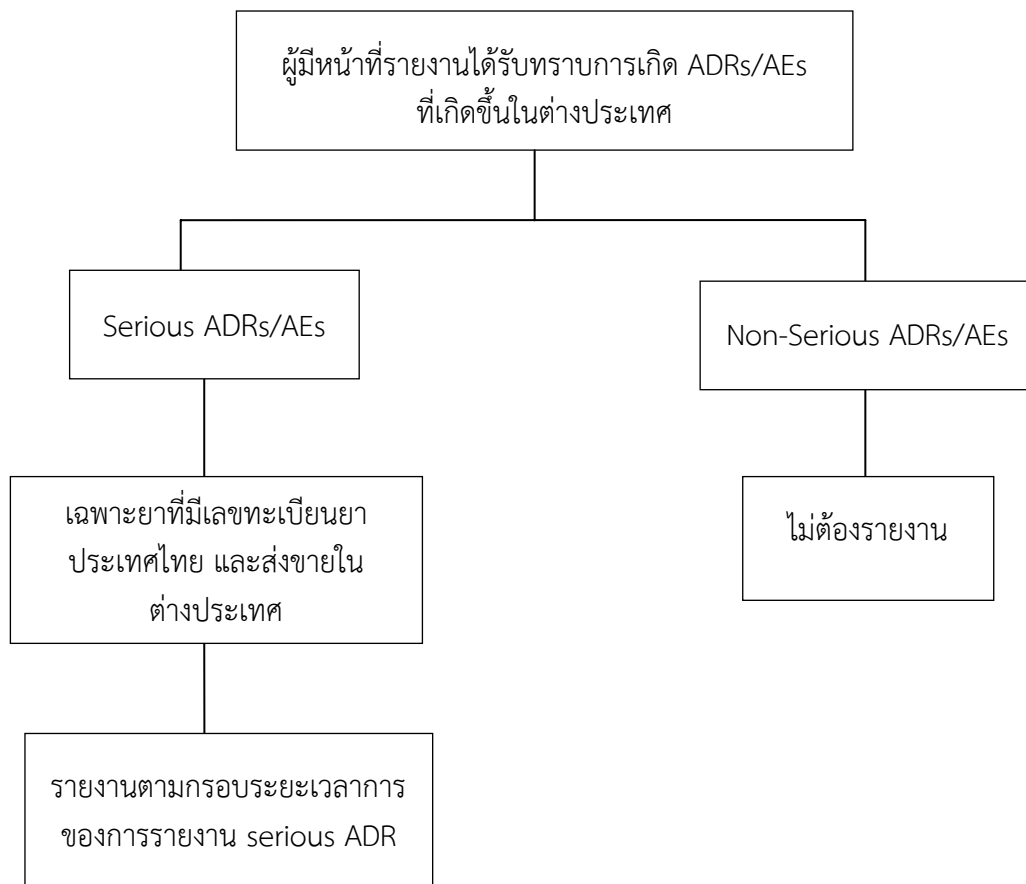 ผู้มีหน้าที่รายงานได้รับทราบการเกิด ADRs/AEs
ที่เกิดขึ้นในต่างประเทศ
Serious ADRs/AEs
Non-Serious ADRs/AEs
เฉพาะยาที่มีเลขทะเบียนยา
ประเทศไทย และส่งขายใน
ต่างประเทศ
ไม่ต้องรายงาน
รายงานตามกรอบระยะเวลาการ
ของการรายงาน serious ADR